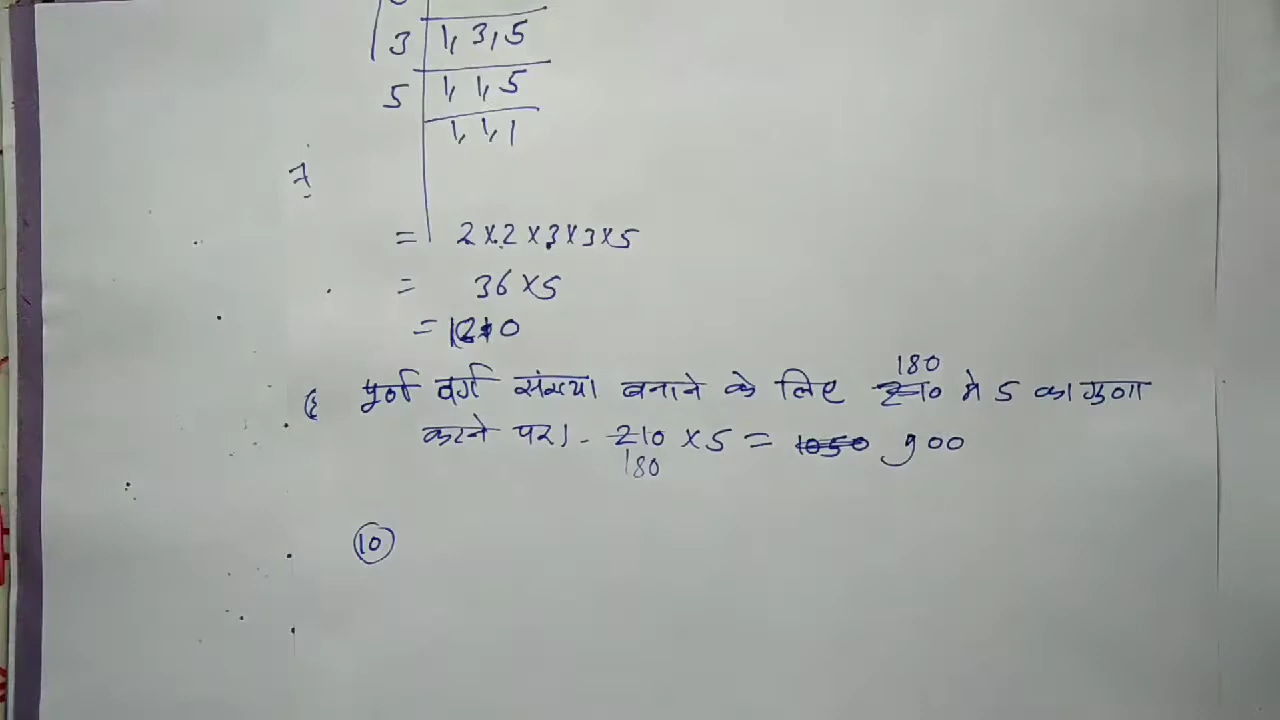 3 | 1, 3, 5
5 | 1, 1, 5
1, 1, 1
= 2×2×3×3×5
= 36×5
180
पूर्ण वर्ग संख्या बनाने के लिए 210 मे 5 का गुणा
करने पर। - 210 × 5 = 1050 900
180
10